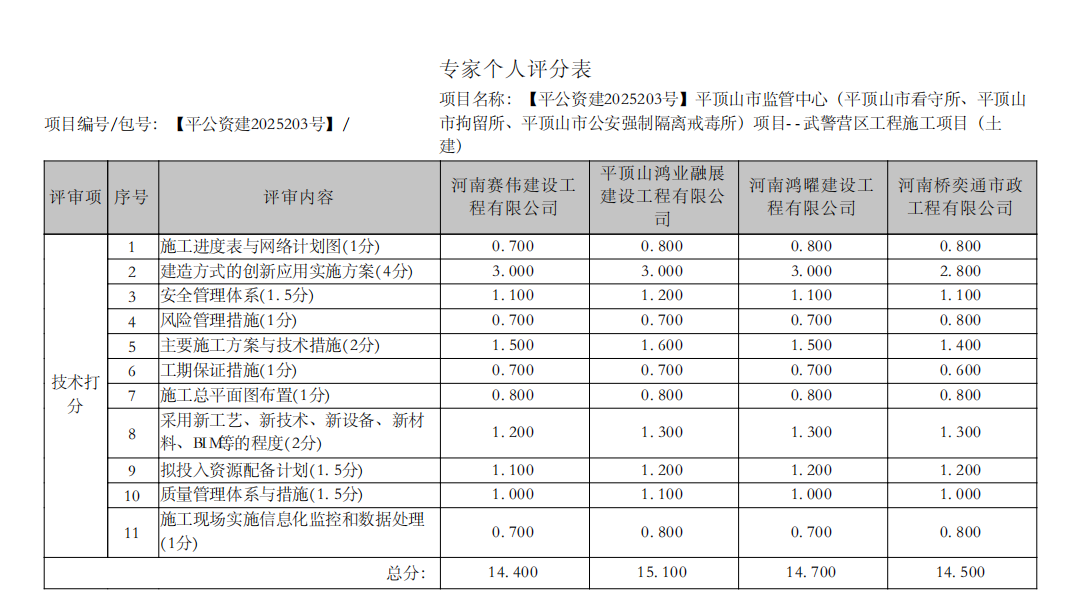 专家个人评分表
项目编号/包号: 【平公资建2025203号】/
项目名称: 【平公资建2025203号】平顶山市监管中心（平顶山市看守所、平顶山
市拘留所、平顶山市公安强制隔离戒毒所）项目--武警营区工程施工项目（土
建）
评审项 序号 评审内容 河南赛伟建设工程有限公司 平顶山鸿业融展建设工程有限公司 河南鸿曜建设工程有限公司 河南桥奕通市政工程有限公司
技术打分
1 施工进度表与网络计划图(1分) 0.700 0.800 0.800 0.800
2 建造方式的创新应用实施方案(4分) 3.000 3.000 3.000 2.800
3 安全管理体系(1.5分) 1.100 1.200 1.100 1.100
4 风险管理措施(1分) 0.700 0.700 0.700 0.800
5 主要施工方案与技术措施(2分) 1.500 1.600 1.500 1.400
6 工期保证措施(1分) 0.700 0.700 0.700 0.600
7 施工总平面图布置(1分) 0.800 0.800 0.800 0.800
8 采用新工艺、新技术、新设备、新材料、BIM等的程度(2分) 1.200 1.300 1.300 1.300
9 拟投入资源配备计划(1.5分) 1.100 1.200 1.200 1.200
10 质量管理体系与措施(1.5分) 1.000 1.100 1.000 1.000
11 施工现场实施信息化监控和数据处理(1分) 0.700 0.800 0.700 0.800
总分: 14.400 15.100 14.700 14.500